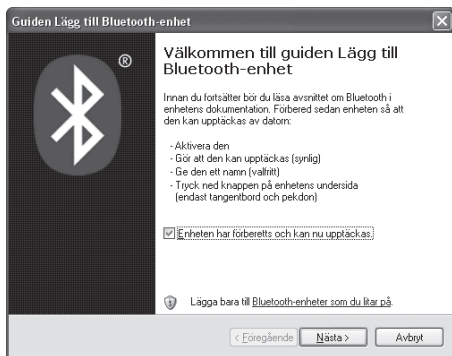 Guiden Lägg till Bluetooth-enhet
®
Välkommen till guiden Lägg till
Bluetooth-enhet
Innan du fortsätter bör du läsa avsnittet om Bluetooth i
enhetens dokumentation. Förbered sedan enheten så att
den kan upptäckas av datorn:
- Aktivera den
- Gör att den kan upptäckas (synlig)
- Ge den ett namn (valfritt)
- Tryck ned knappen på enhetens undersida
(endast tangentbord och pekdon)
Enheten har förberetts och kan nu upptäckas.
Lägga bara till Bluetooth-enheter som du litar på.
< Föregående Nästa > Avbryt